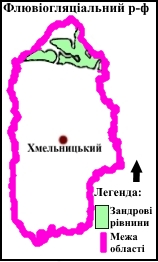 Флювіогляціальний р-ф
Хмельницький
Легенда:
Зандрові
рівнини
Межа
області